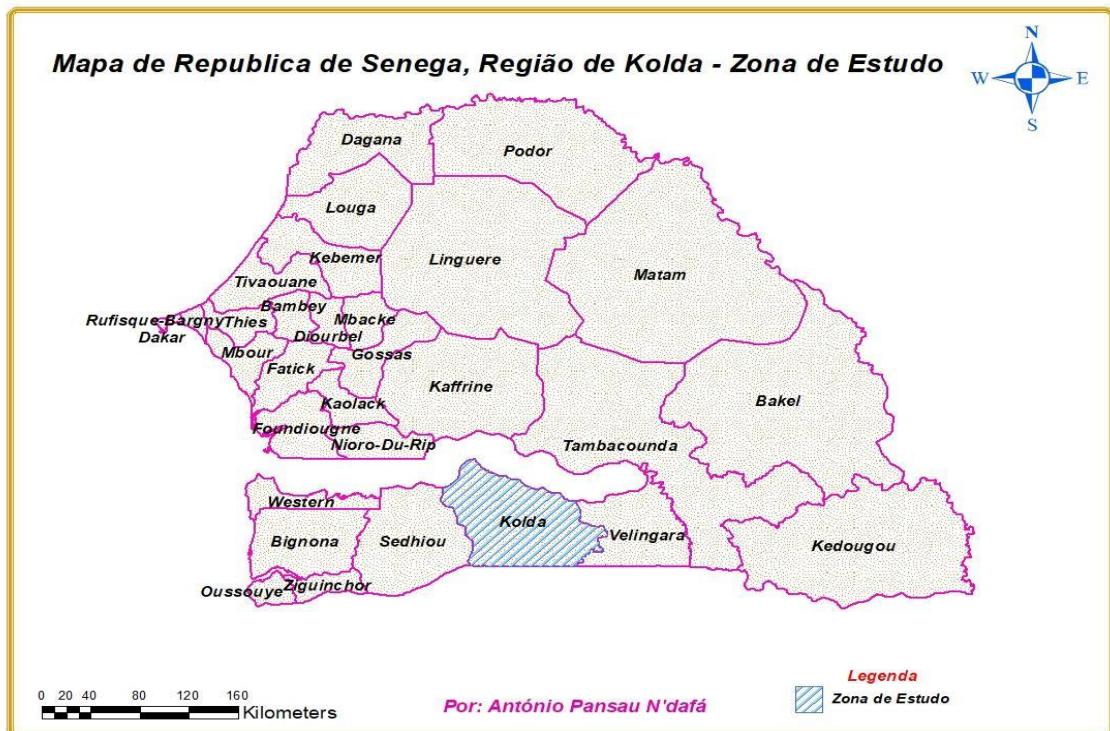 Mapa de Republica de Senega, Região de Kolda - Zona de Estudo
N
W E
S
Dagana
Podor
Louga
Kebemer
Linguere
Matam
Tivaouane
Bambey
Rufisque-Bargny
Thies
Mbacke
Dakar
Diourbel
Mbour
Gossas
Fatick
Kaffrine
Kaolack
Bakel
Foundiougne
Nioro-Du-Rip
Tambacounda
Western
Kolda
Bignona
Sedhiou
Velingara
Kedougou
Oussouye
Ziguinchor
Legenda
Zona de Estudo
0 20 40 80 120 160
Kilometers
Por: António Pansau N'dafá